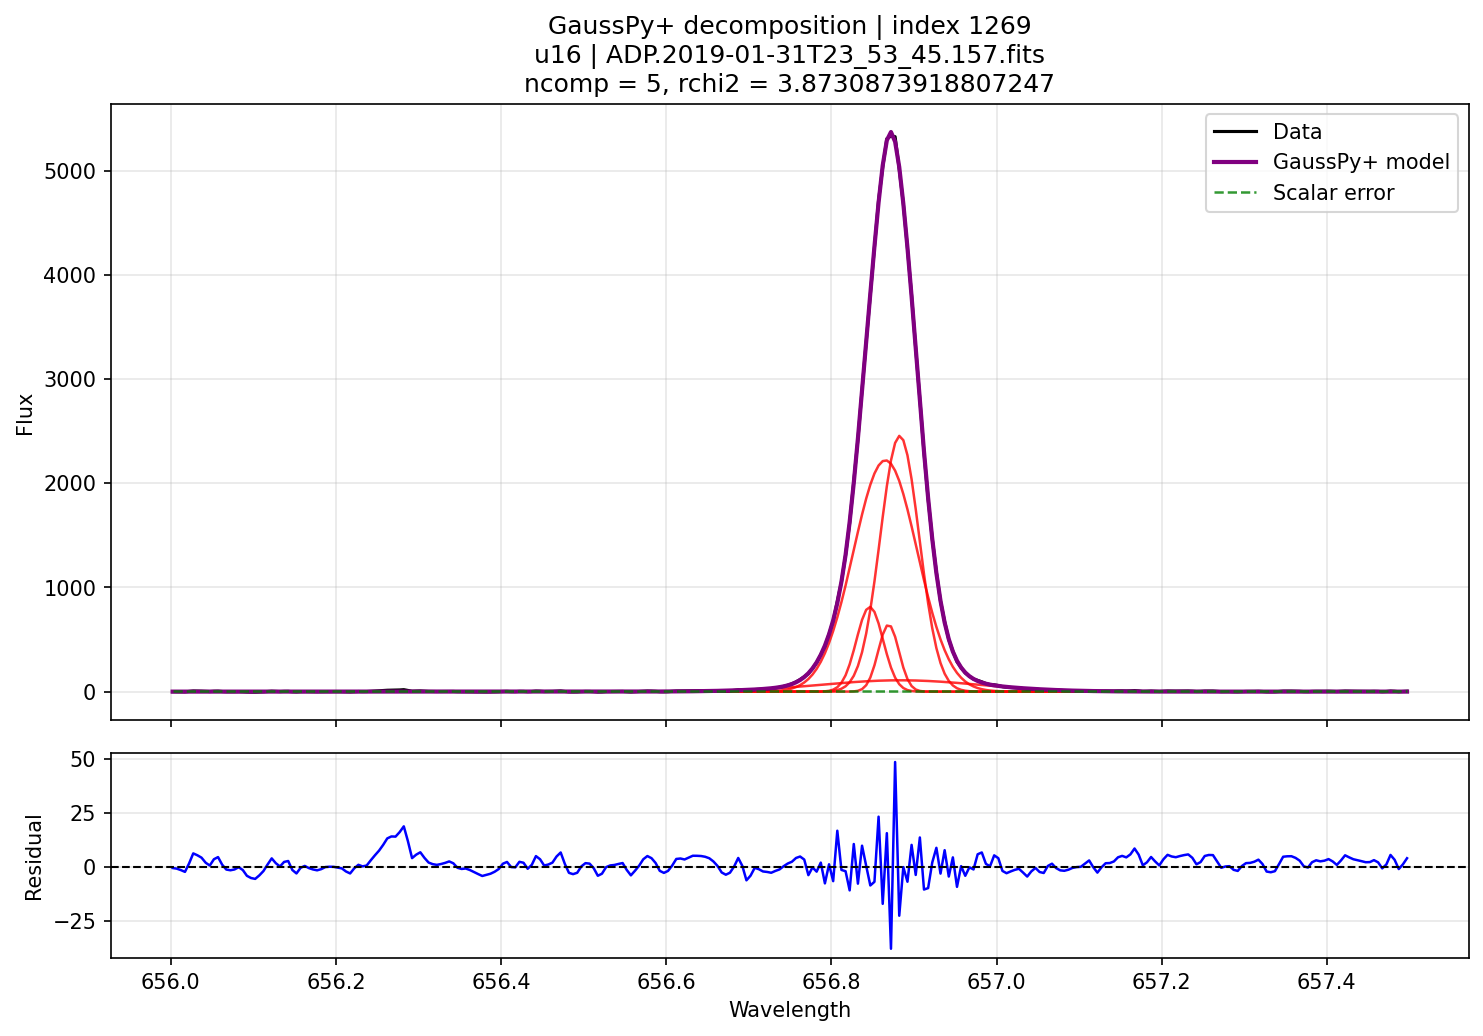 GaussPy+ decomposition | index 1269
u16 | ADP.2019-01-31T23_53_45.157.fits
ncomp = 5, rchi2 = 3.8730873918807247
Data
GaussPy+ model
Scalar error
5000
4000
3000
2000
1000
0
Flux
50
25
0
−25
Residual
656.0 656.2 656.4 656.6 656.8 657.0 657.2 657.4
Wavelength